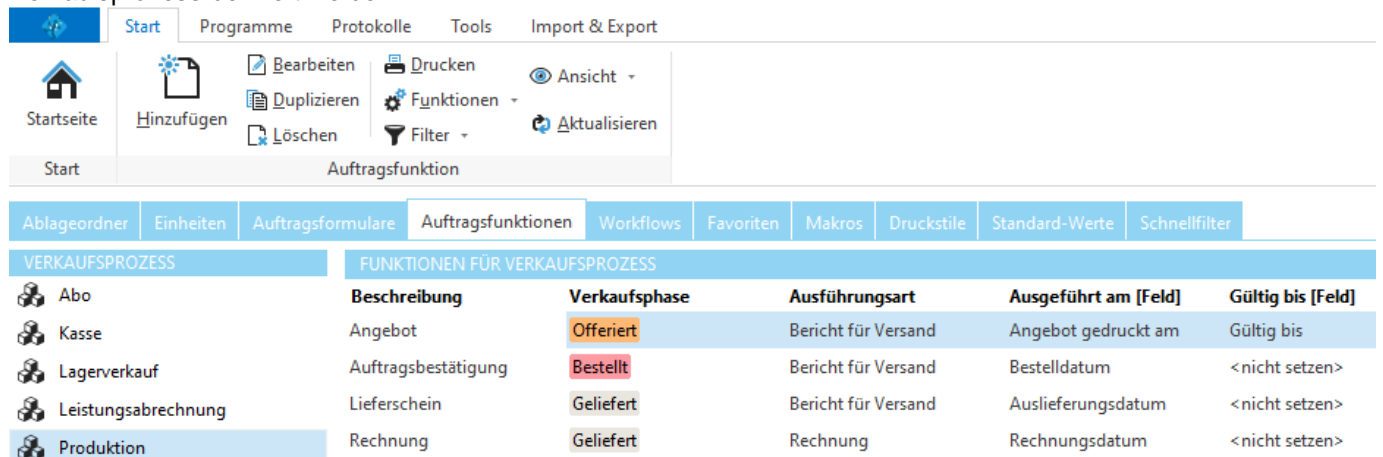 Start Programme Protokolle Tools Import & Export
Bearbeiten Drucken Ansicht
Startseite Hinzufügen Duplizieren Funktionen Aktualisieren
Löschen Filter
Start Auftragsfunktion
Ablageordner Einheiten Auftragsformulare Auftragsfunktionen Workflows Favoriten Makros Druckstile Standard-Werte Schnellfilter
VERKAUFSPROZESS FUNKTIONEN FÜR VERKAUFSPROZESS
Abo Beschreibung Verkaufsphase Ausführungsart Ausgeführt am [Feld] Gültig bis [Feld]
Kasse Angebot Offeriert Bericht für Versand Angebot gedruckt am Gültig bis
Lagerverkauf Auftragsbestätigung Bestellt Bericht für Versand Bestelldatum <nicht setzen>
Leistungsabrechnung Lieferschein Geliefert Bericht für Versand Auslieferungsdatum <nicht setzen>
Produktion Rechnung Geliefert Rechnung Rechnungsdatum <nicht setzen>